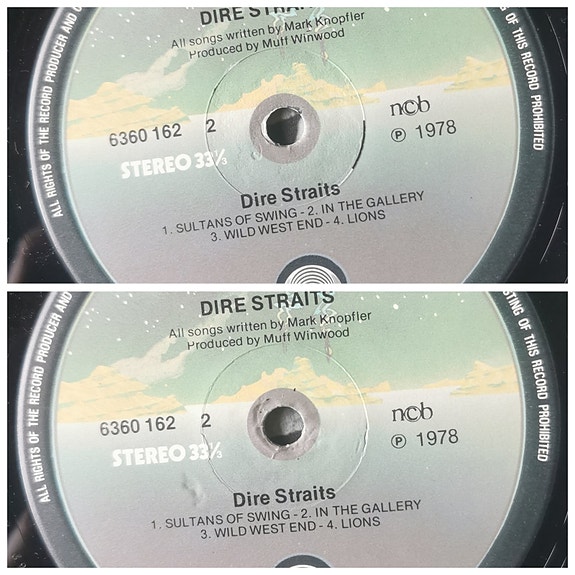 DIRE STRAITS
All songs written by Mark Knopfler
Produced by Muff Winwood
6360 162 2
STEREO 33⅓
ncb
℗ 1978
Dire Straits
1. SULTANS OF SWING - 2. IN THE GALLERY
3. WILD WEST END - 4. LIONS
ALL RIGHTS OF THE RECORD PRODUCER AND
OF THIS RECORD PROHIBITED
DIRE STRAITS
All songs written by Mark Knopfler
Produced by Muff Winwood
6360 162 2
STEREO 33⅓
ncb
℗ 1978
Dire Straits
1. SULTANS OF SWING - 2. IN THE GALLERY
3. WILD WEST END - 4. LIONS
ALL RIGHTS OF THE RECORD PRODUCER AND
OF THIS RECORD PROHIBITED